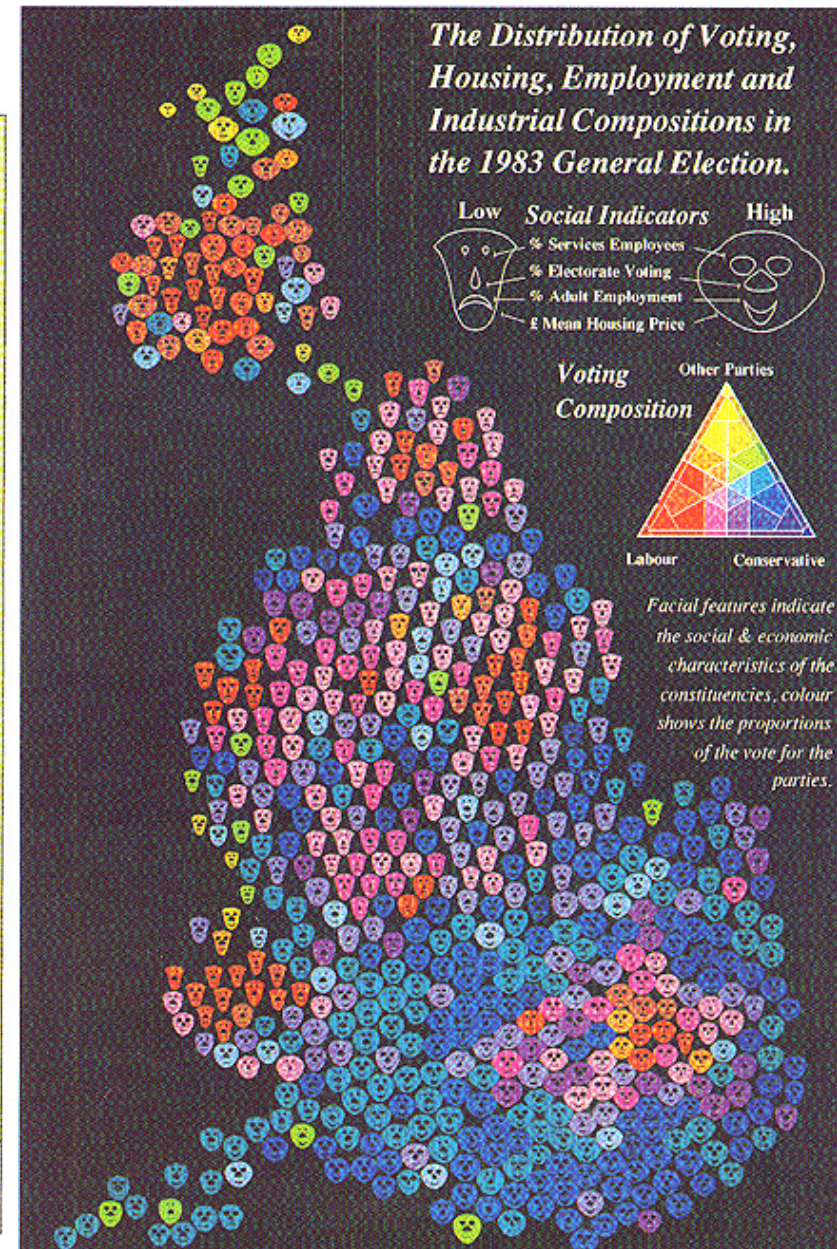 The Distribution of Voting,
Housing, Employment and
Industrial Compositions in
the 1983 General Election.
Low Social Indicators High
% Services Employees
% Electorate Voting
% Adult Employment
£ Mean Housing Price
Voting
Composition
Other Parties
Labour Conservative
Facial features indicate
the social & economic
characteristics of the
constituencies, colour
shows the proportions
of the vote for the
parties.